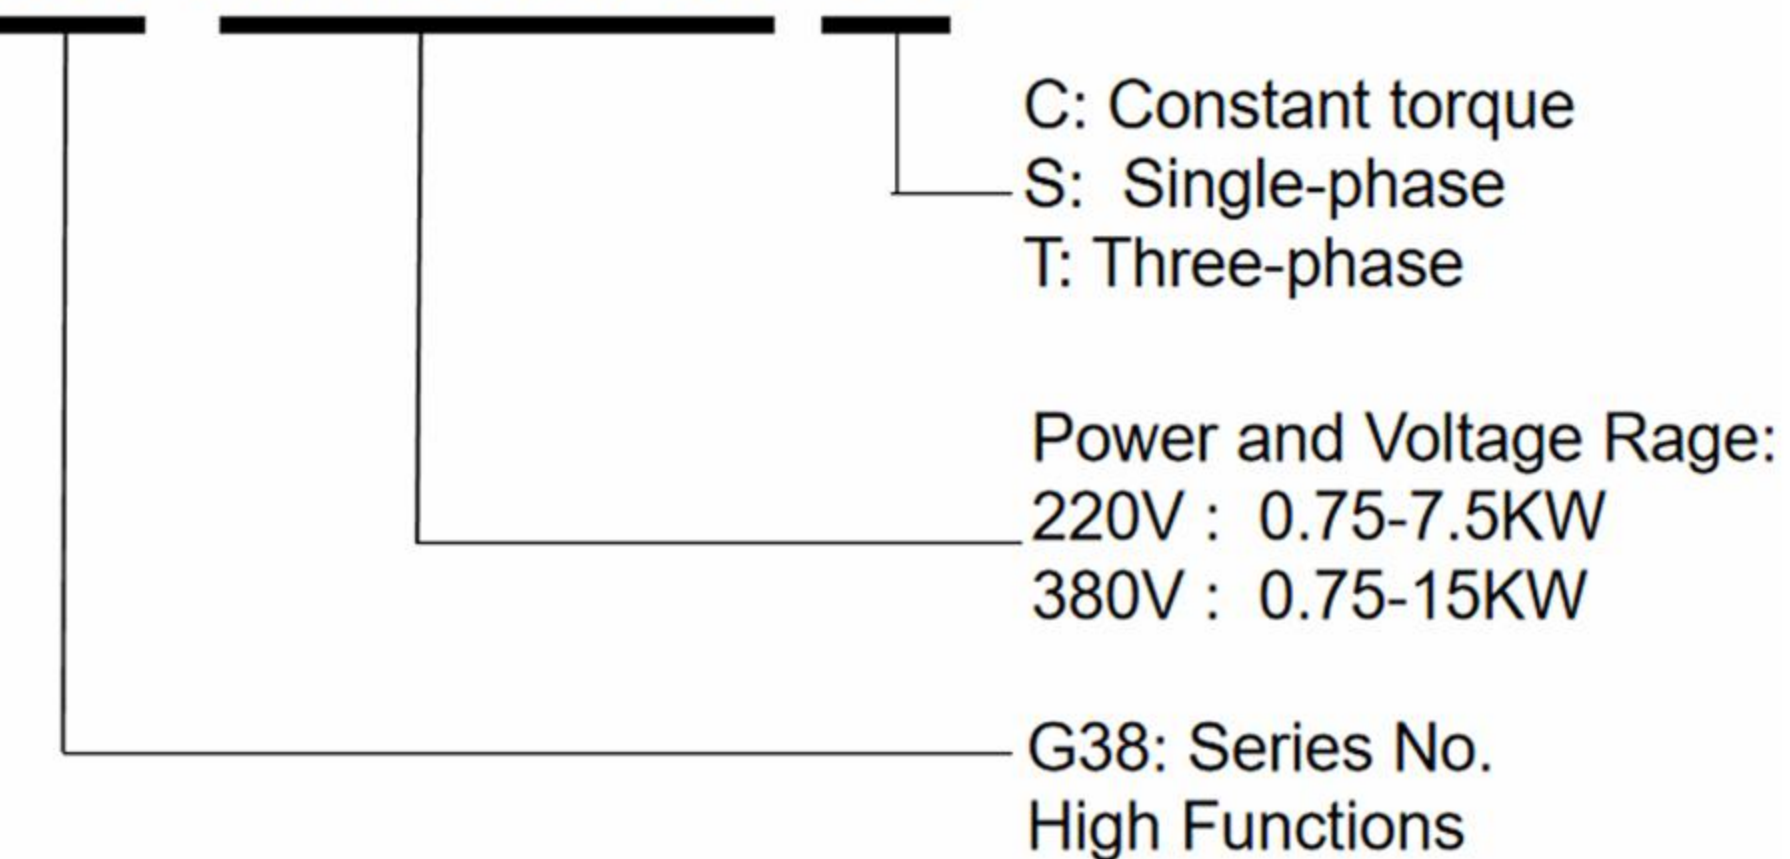 C: Constant torque
S: Single-phase
T: Three-phase
Power and Voltage Rage:
220V : 0.75-7.5KW
380V : 0.75-15KW
G38: Series No.
High Functions